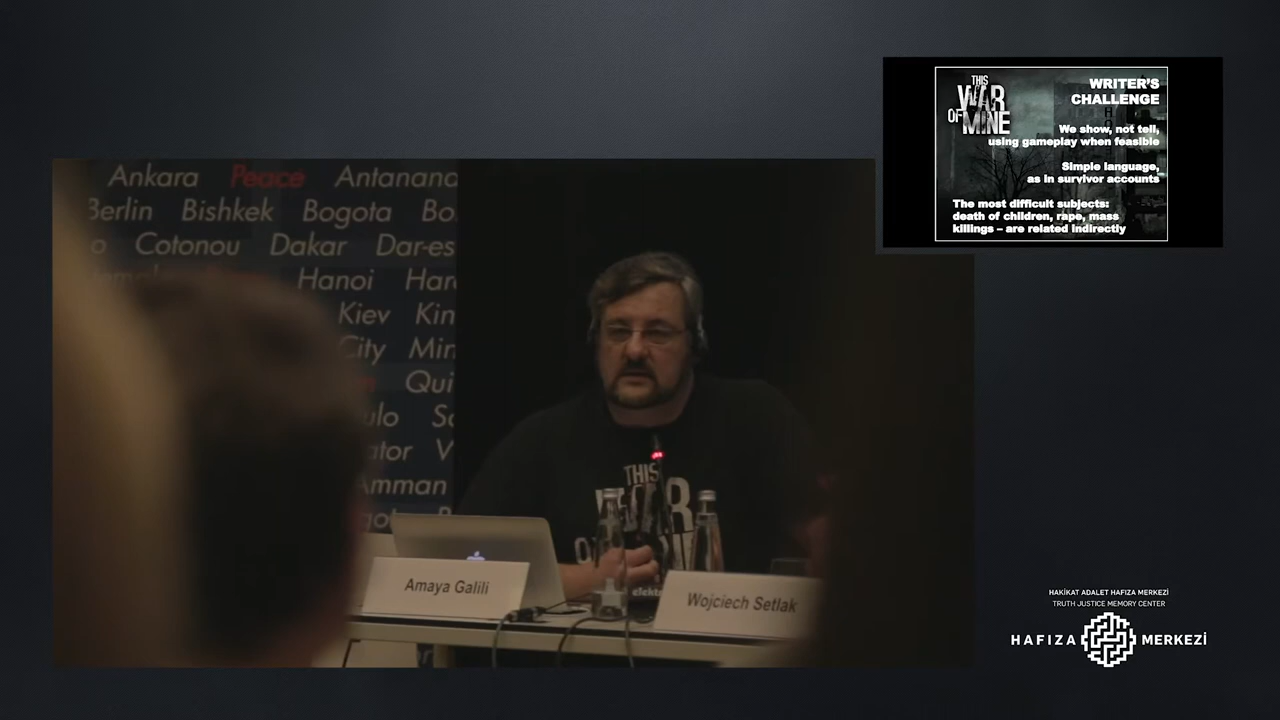 THIS
WAR
OF MINE
WRITER'S
CHALLENGE
We show, not tell,
using gameplay when feasible
Simple language,
as in survivor accounts
The most difficult subjects:
death of children, rape, mass
killings – are related indirectly
Ankara Peace
Berlin Bishkek Bogota
Cotonou Dakar Dar-es
Hanoi
Kiev
City
Amman
THIS
WAR
Amaya Galili
Wojciech Setlak
HAKİKAT ADALET HAFIZA MERKEZİ
TRUTH JUSTICE MEMORY CENTER
HAFIZA MERKEZİ